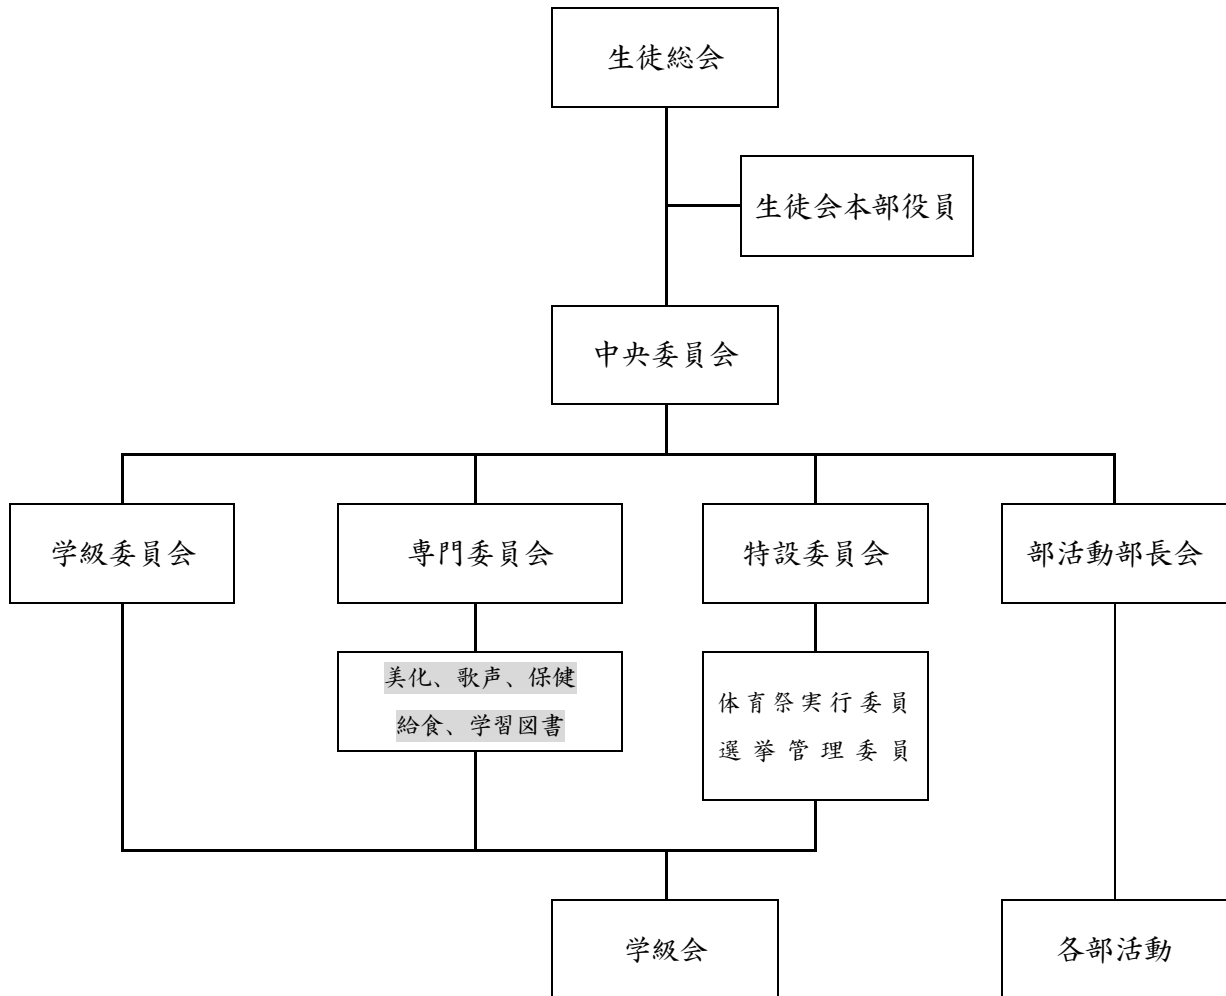 生徒総会
生徒会本部役員
中央委員会
学級委員会
専門委員会
特設委員会
部活動部長会
美化、歌声、保健
給食、学習図書
体育祭実行委員
選挙管理委員
学級会
各部活動